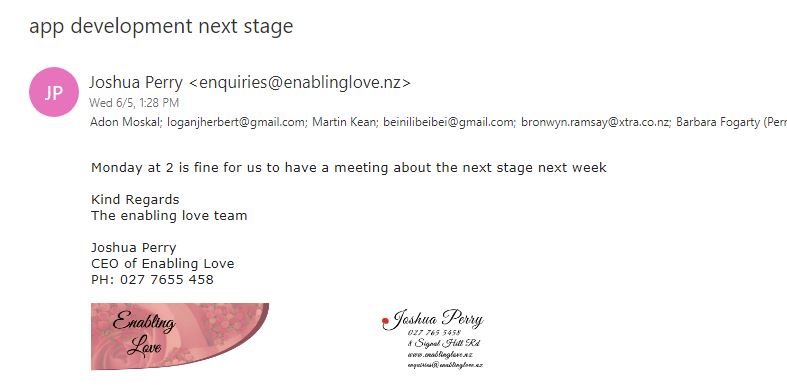 app development next stage
JP
Joshua Perry <enquiries@enablinglove.nz>
Wed 6/5, 1:28 PM
Adon Moskal; loganjherbert@gmail.com; Martin Kean; beinilibeibei@gmail.com; bronwyn.ramsay@xtra.co.nz; Barbara Fogarty (Perr
Monday at 2 is fine for us to have a meeting about the next stage next week
Kind Regards
The enabling love team
Joshua Perry
CEO of Enabling Love
PH: 027 7655 458
Enabling
Love
Joshua Perry
027 765 5458
8 Signal Hill Rd
www.enablinglove.nz
enquiries@enablinglove.nz